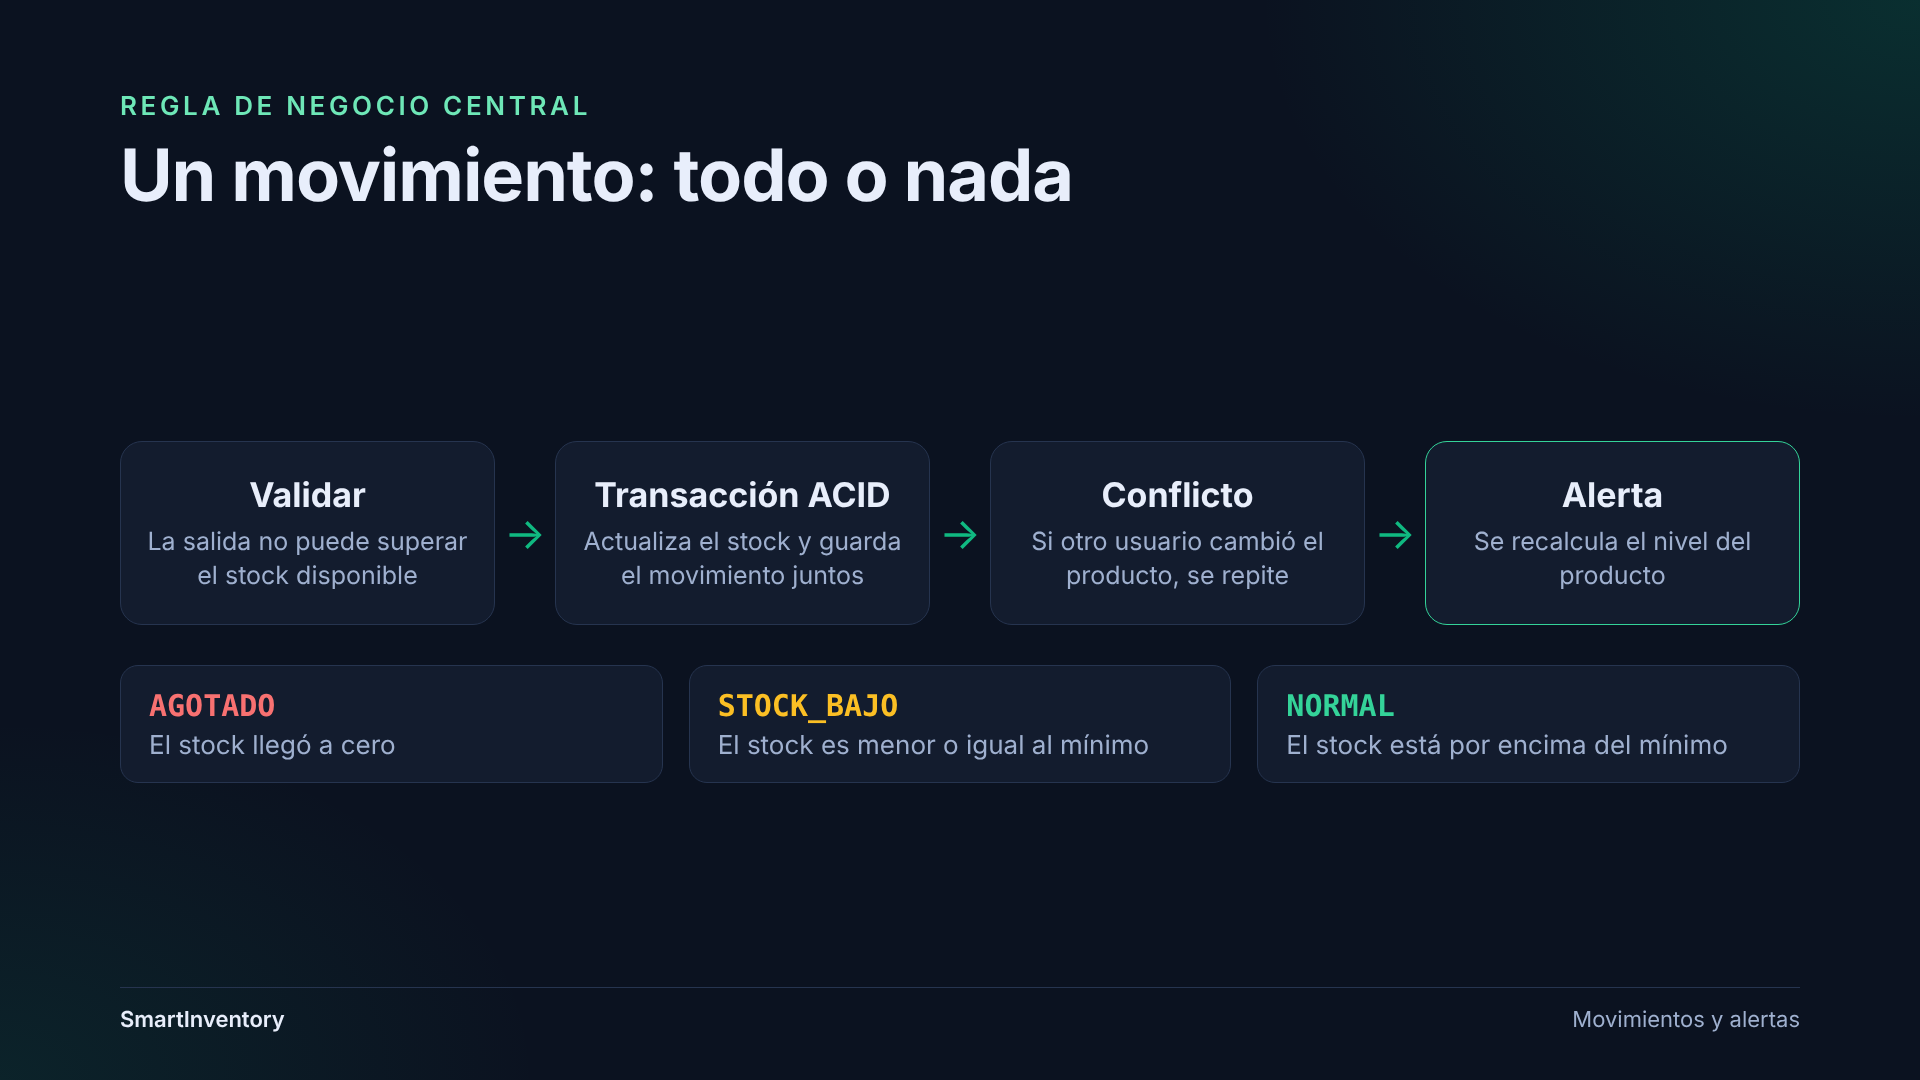 REGLA DE NEGOCIO CENTRAL
Un movimiento: todo o nada
Validar
La salida no puede superar
el stock disponible
→
Transacción ACID
Actualiza el stock y guarda
el movimiento juntos
→
Conflicto
Si otro usuario cambió el
producto, se repite
→
Alerta
Se recalcula el nivel del
producto
AGOTADO
El stock llegó a cero
STOCK_BAJO
El stock es menor o igual al mínimo
NORMAL
El stock está por encima del mínimo
SmartInventory
Movimientos y alertas